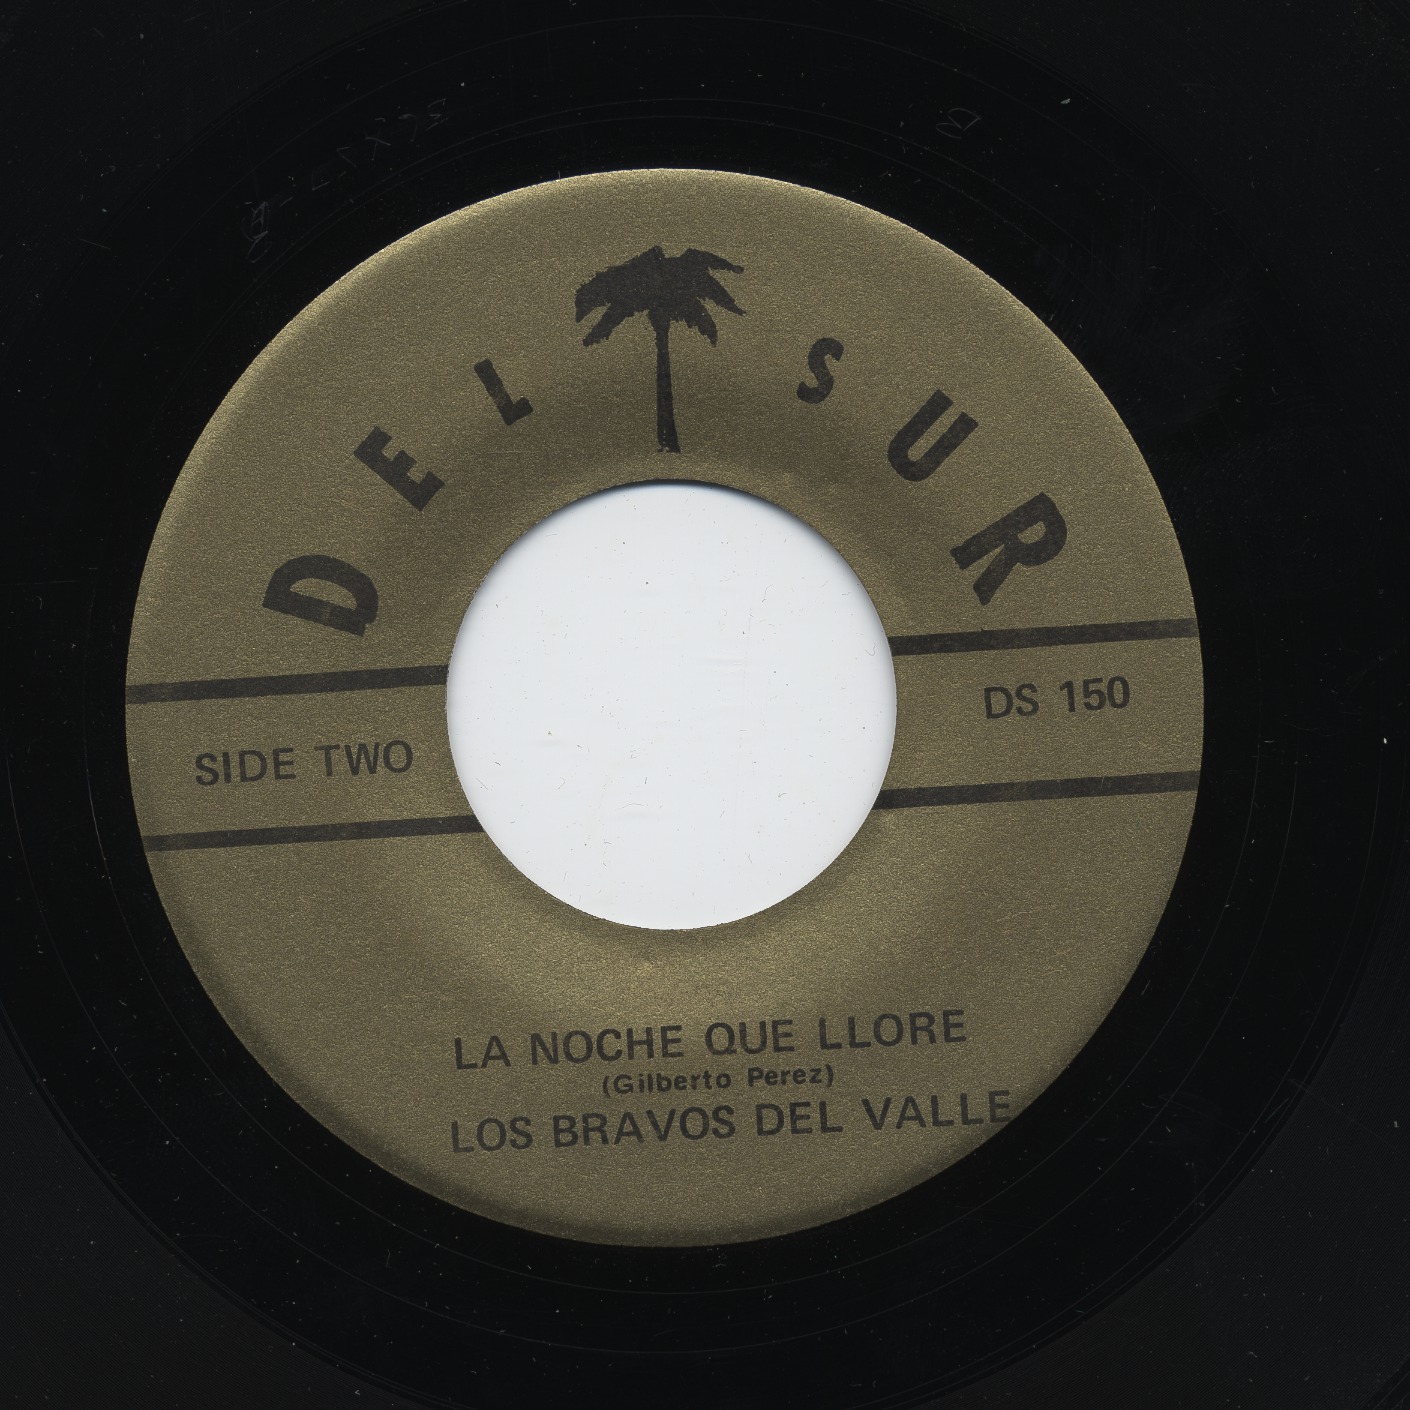 DEL SUR
SIDE TWO
DS 150
LA NOCHE QUE LLORE
(Gilberto Perez)
LOS BRAVOS DEL VALLE